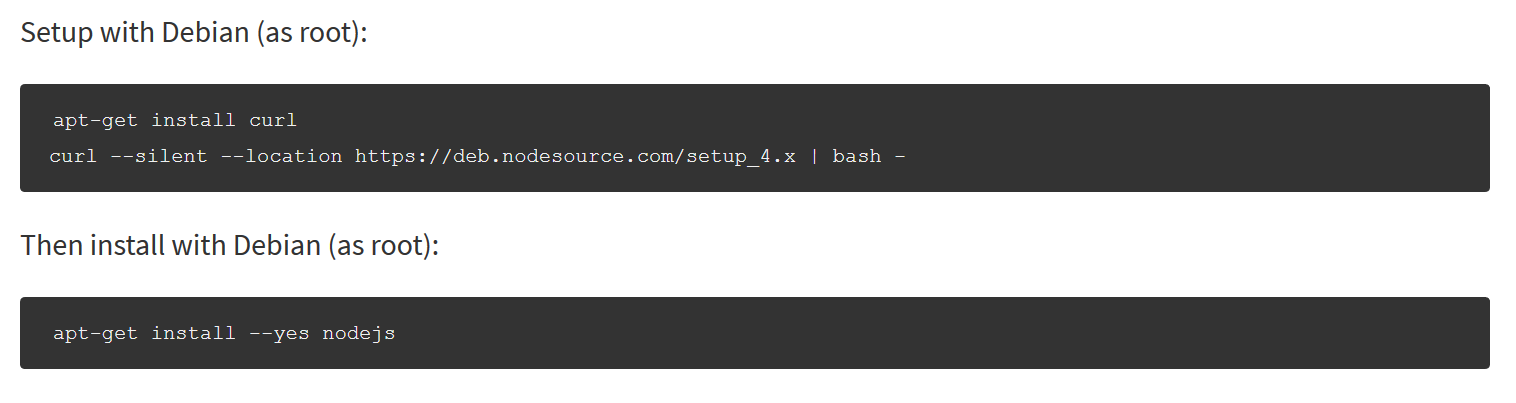 Setup with Debian (as root):
apt-get install curl
curl --silent --location https://deb.nodesource.com/setup_4.x | bash -
Then install with Debian (as root):
apt-get install --yes nodejs